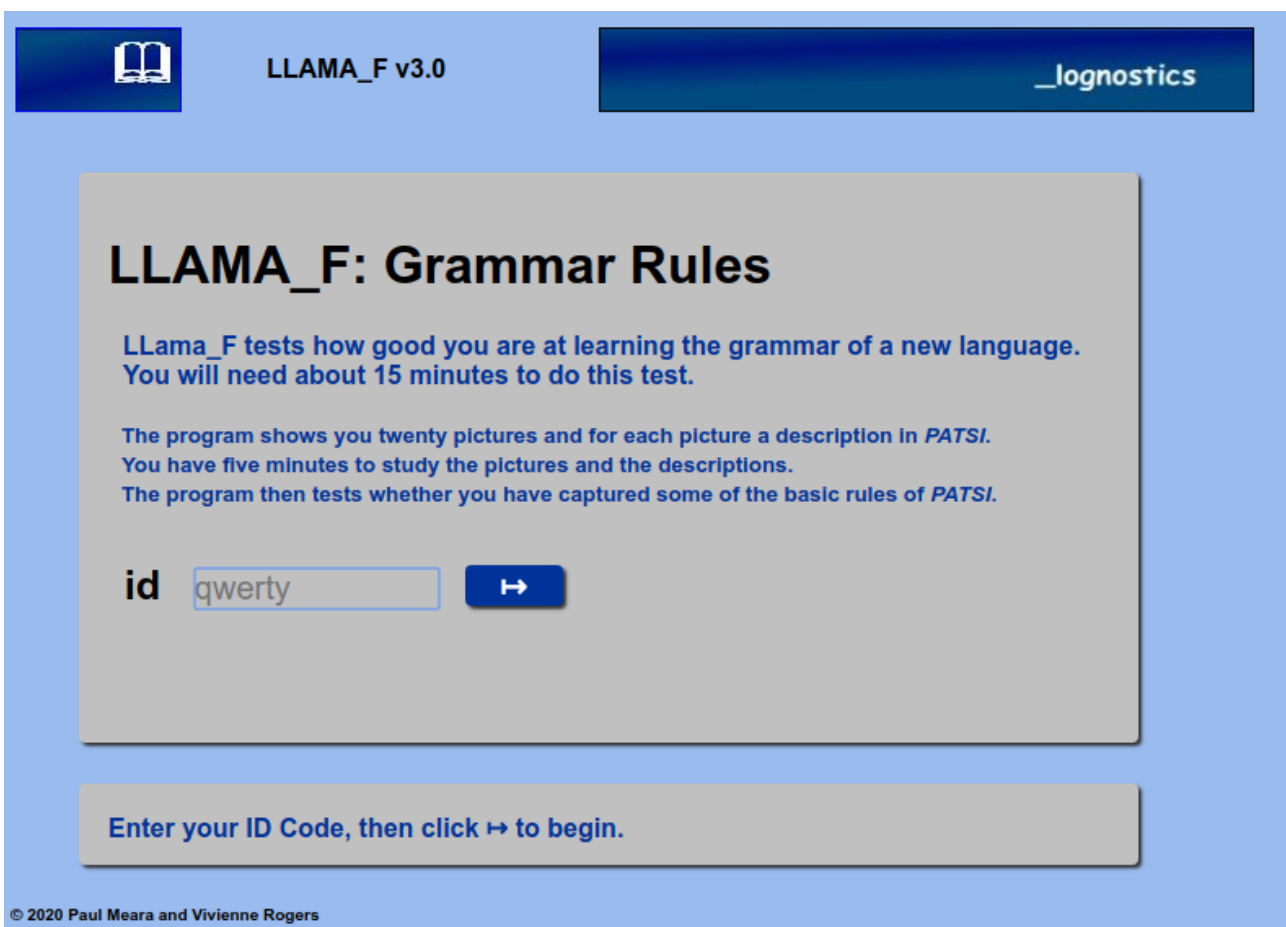 LLAMA_F v3.0
_lognostics
LLAMA_F: Grammar Rules
LLama_F tests how good you are at learning the grammar of a new language.
You will need about 15 minutes to do this test.
The program shows you twenty pictures and for each picture a description in PATSI.
You have five minutes to study the pictures and the descriptions.
The program then tests whether you have captured some of the basic rules of PATSI.
id qwerty ↦
Enter your ID Code, then click ↦ to begin.
© 2020 Paul Meara and Vivienne Rogers